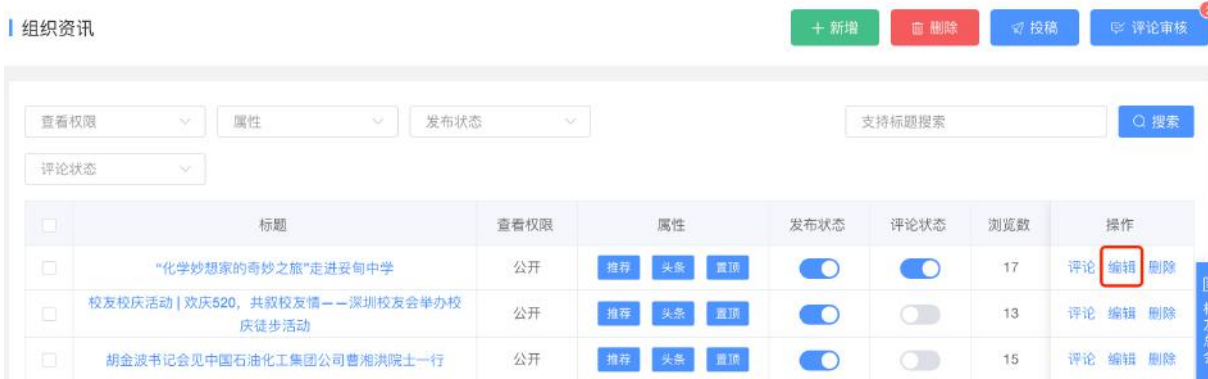 组织资讯
新增 删除 投稿 评论审核
查看权限 属性 发布状态 支持标题搜索 搜索
评论状态
标题 查看权限 属性 发布状态 评论状态 浏览数 操作
“化学妙想家的奇妙之旅”走进妥甸中学 公开 推荐 头条 置顶 17 评论 编辑 删除
校友校庆活动 | 欢庆520，共叙校友情——深圳校友会举办校
庆徒步活动 公开 推荐 头条 置顶 13 评论 编辑 删除
胡金波书记会见中国石油化工集团公司曹湘洪院士一行 公开 推荐 头条 置顶 15 评论 编辑 删除